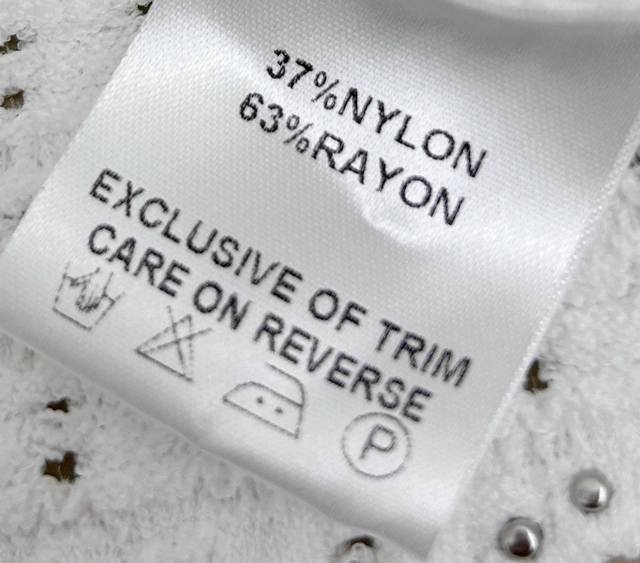 37%NYLON
63%RAYON
EXCLUSIVE OF TRIM
CARE ON REVERSE
P